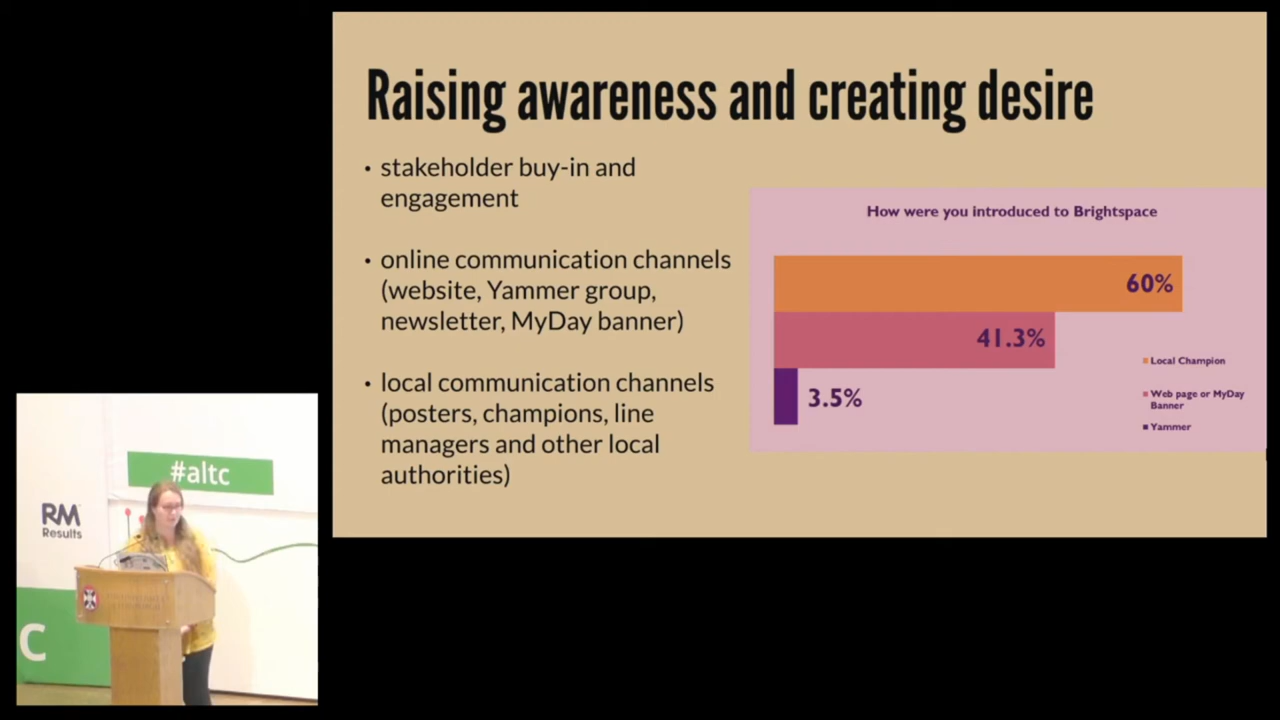 Raising awareness and creating desire
• stakeholder buy-in and
engagement
• online communication channels
(website, Yammer group,
newsletter, MyDay banner)
• local communication channels
(posters, champions, line
managers and other local
authorities)
How were you introduced to Brightspace
60%
41.3%
3.5%
Local Champion
Web page or MyDay
Banner
Yammer
#altc
RM
Results
C